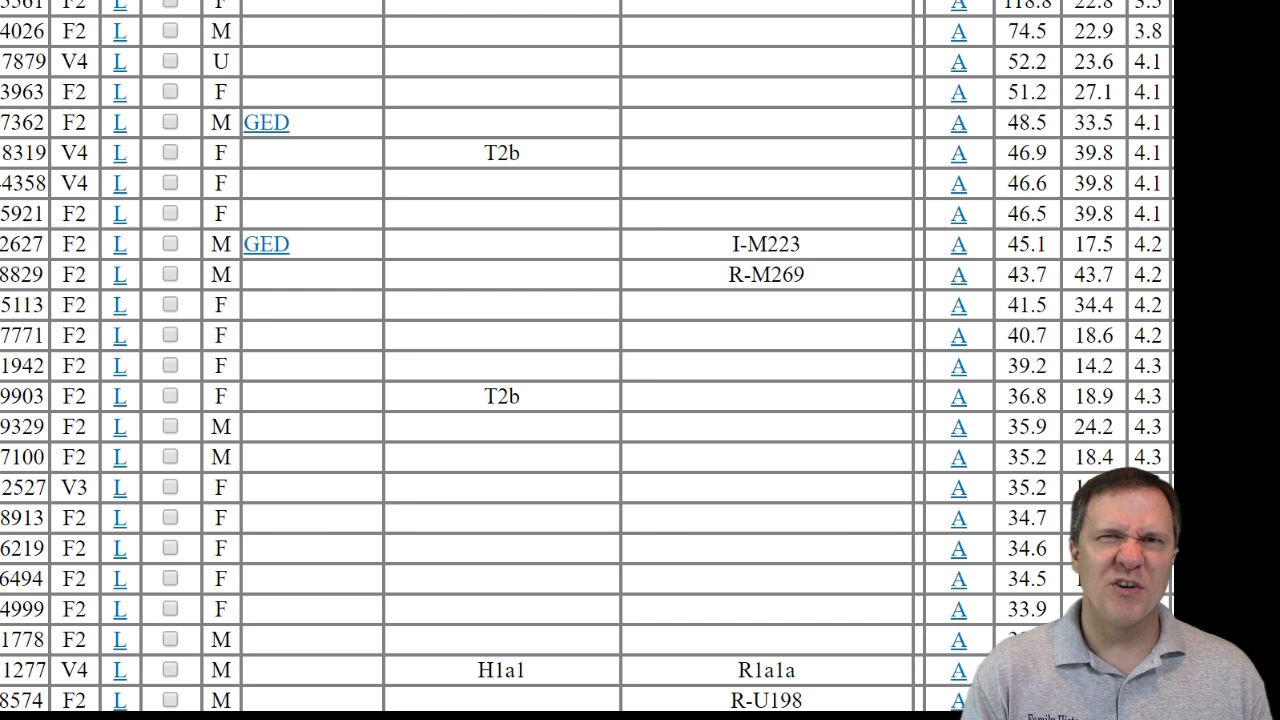 F2 L F A 118.8 22.8 3.5
4026 F2 L M A 74.5 22.9 3.8
7879 V4 L U A 52.2 23.6 4.1
3963 F2 L F A 51.2 27.1 4.1
7362 F2 L M GED A 48.5 33.5 4.1
8319 V4 L F T2b A 46.9 39.8 4.1
4358 V4 L F A 46.6 39.8 4.1
5921 F2 L F A 46.5 39.8 4.1
2627 F2 L M GED I-M223 A 45.1 17.5 4.2
8829 F2 L M R-M269 A 43.7 43.7 4.2
5113 F2 L F A 41.5 34.4 4.2
7771 F2 L F A 40.7 18.6 4.2
1942 F2 L F A 39.2 14.2 4.3
9903 F2 L F T2b A 36.8 18.9 4.3
9329 F2 L M A 35.9 24.2 4.3
7100 F2 L M A 35.2 18.4 4.3
2527 V3 L F A 35.2
8913 F2 L F A 34.7
6219 F2 L F A 34.6
6494 F2 L F A 34.5
4999 F2 L F A 33.9
1778 F2 L M A
1277 V4 L M H1a1 R1a1a A
8574 F2 L M R-U198 A
Family